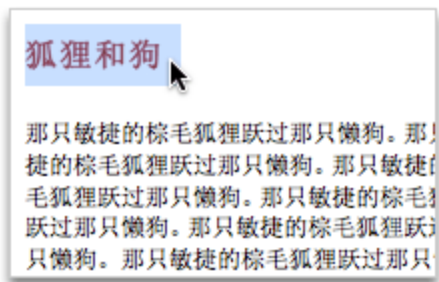 狐狸和狗
那只敏捷的棕毛狐狸跃过那只懒狗。那
捷的棕毛狐狸跃过那只懒狗。那只敏捷
毛狐狸跃过那只懒狗。那只敏捷的棕毛
跃过那只懒狗。那只敏捷的棕毛狐狸跃
只懒狗。那只敏捷的棕毛狐狸跃过那只